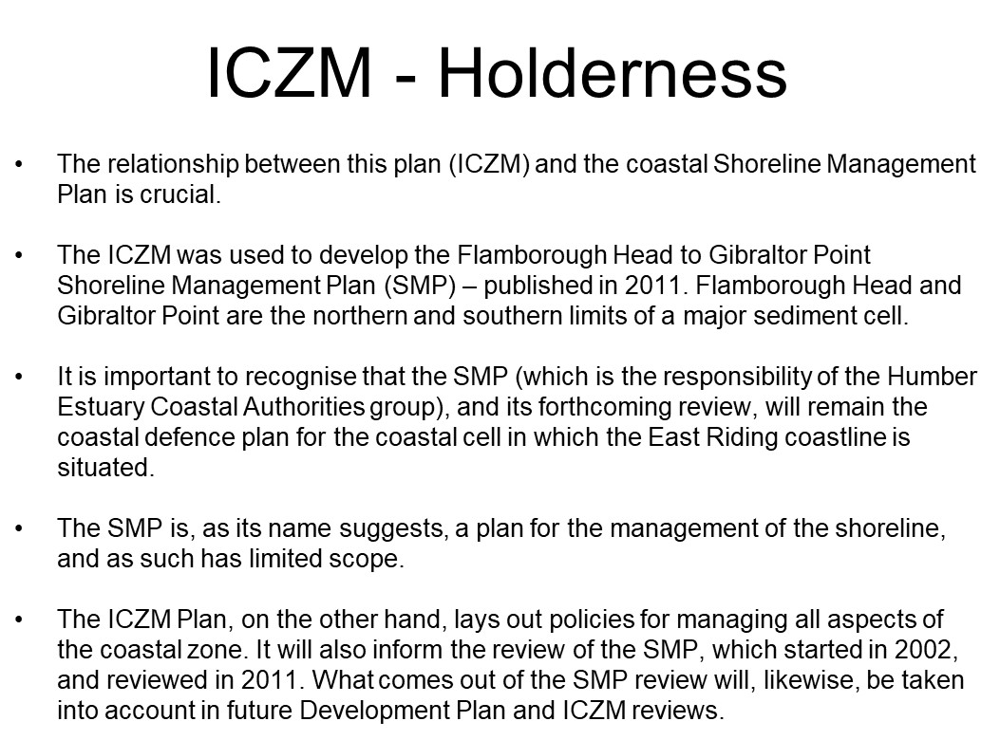 ICZM - Holderness
• The relationship between this plan (ICZM) and the coastal Shoreline Management
Plan is crucial.
• The ICZM was used to develop the Flamborough Head to Gibraltor Point
Shoreline Management Plan (SMP) – published in 2011. Flamborough Head and
Gibraltor Point are the northern and southern limits of a major sediment cell.
• It is important to recognise that the SMP (which is the responsibility of the Humber
Estuary Coastal Authorities group), and its forthcoming review, will remain the
coastal defence plan for the coastal cell in which the East Riding coastline is
situated.
• The SMP is, as its name suggests, a plan for the management of the shoreline,
and as such has limited scope.
• The ICZM Plan, on the other hand, lays out policies for managing all aspects of
the coastal zone. It will also inform the review of the SMP, which started in 2002,
and reviewed in 2011. What comes out of the SMP review will, likewise, be taken
into account in future Development Plan and ICZM reviews.